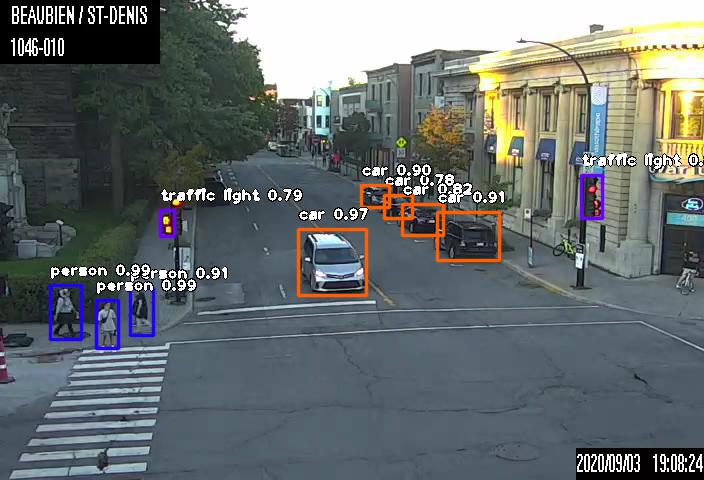 BEAUBIEN / ST-DENIS
1046-010
car 0.90
car 0.78
car 0.82
car 0.91
traffic light 0.
traffic light 0.79
car 0.97
person 0.99
person 0.91
person 0.99
2020/09/03 19:08:24